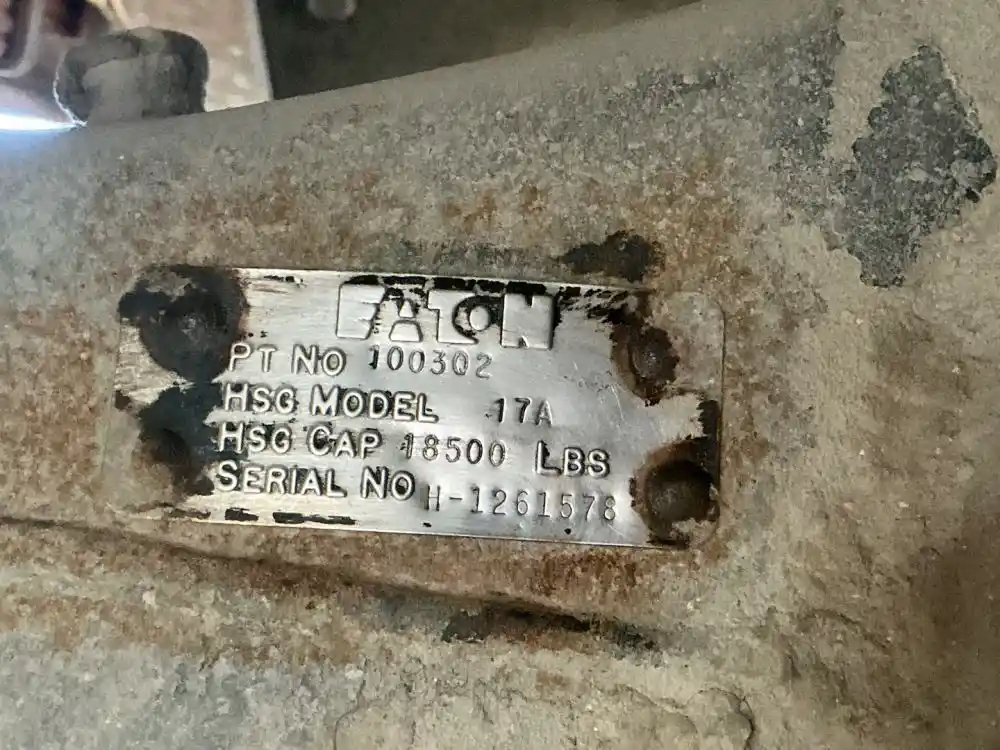 EATON
PT NO 100302
HSG MODEL 17A
HSG CAP 18500 LBS
SERIAL NO H-1261578